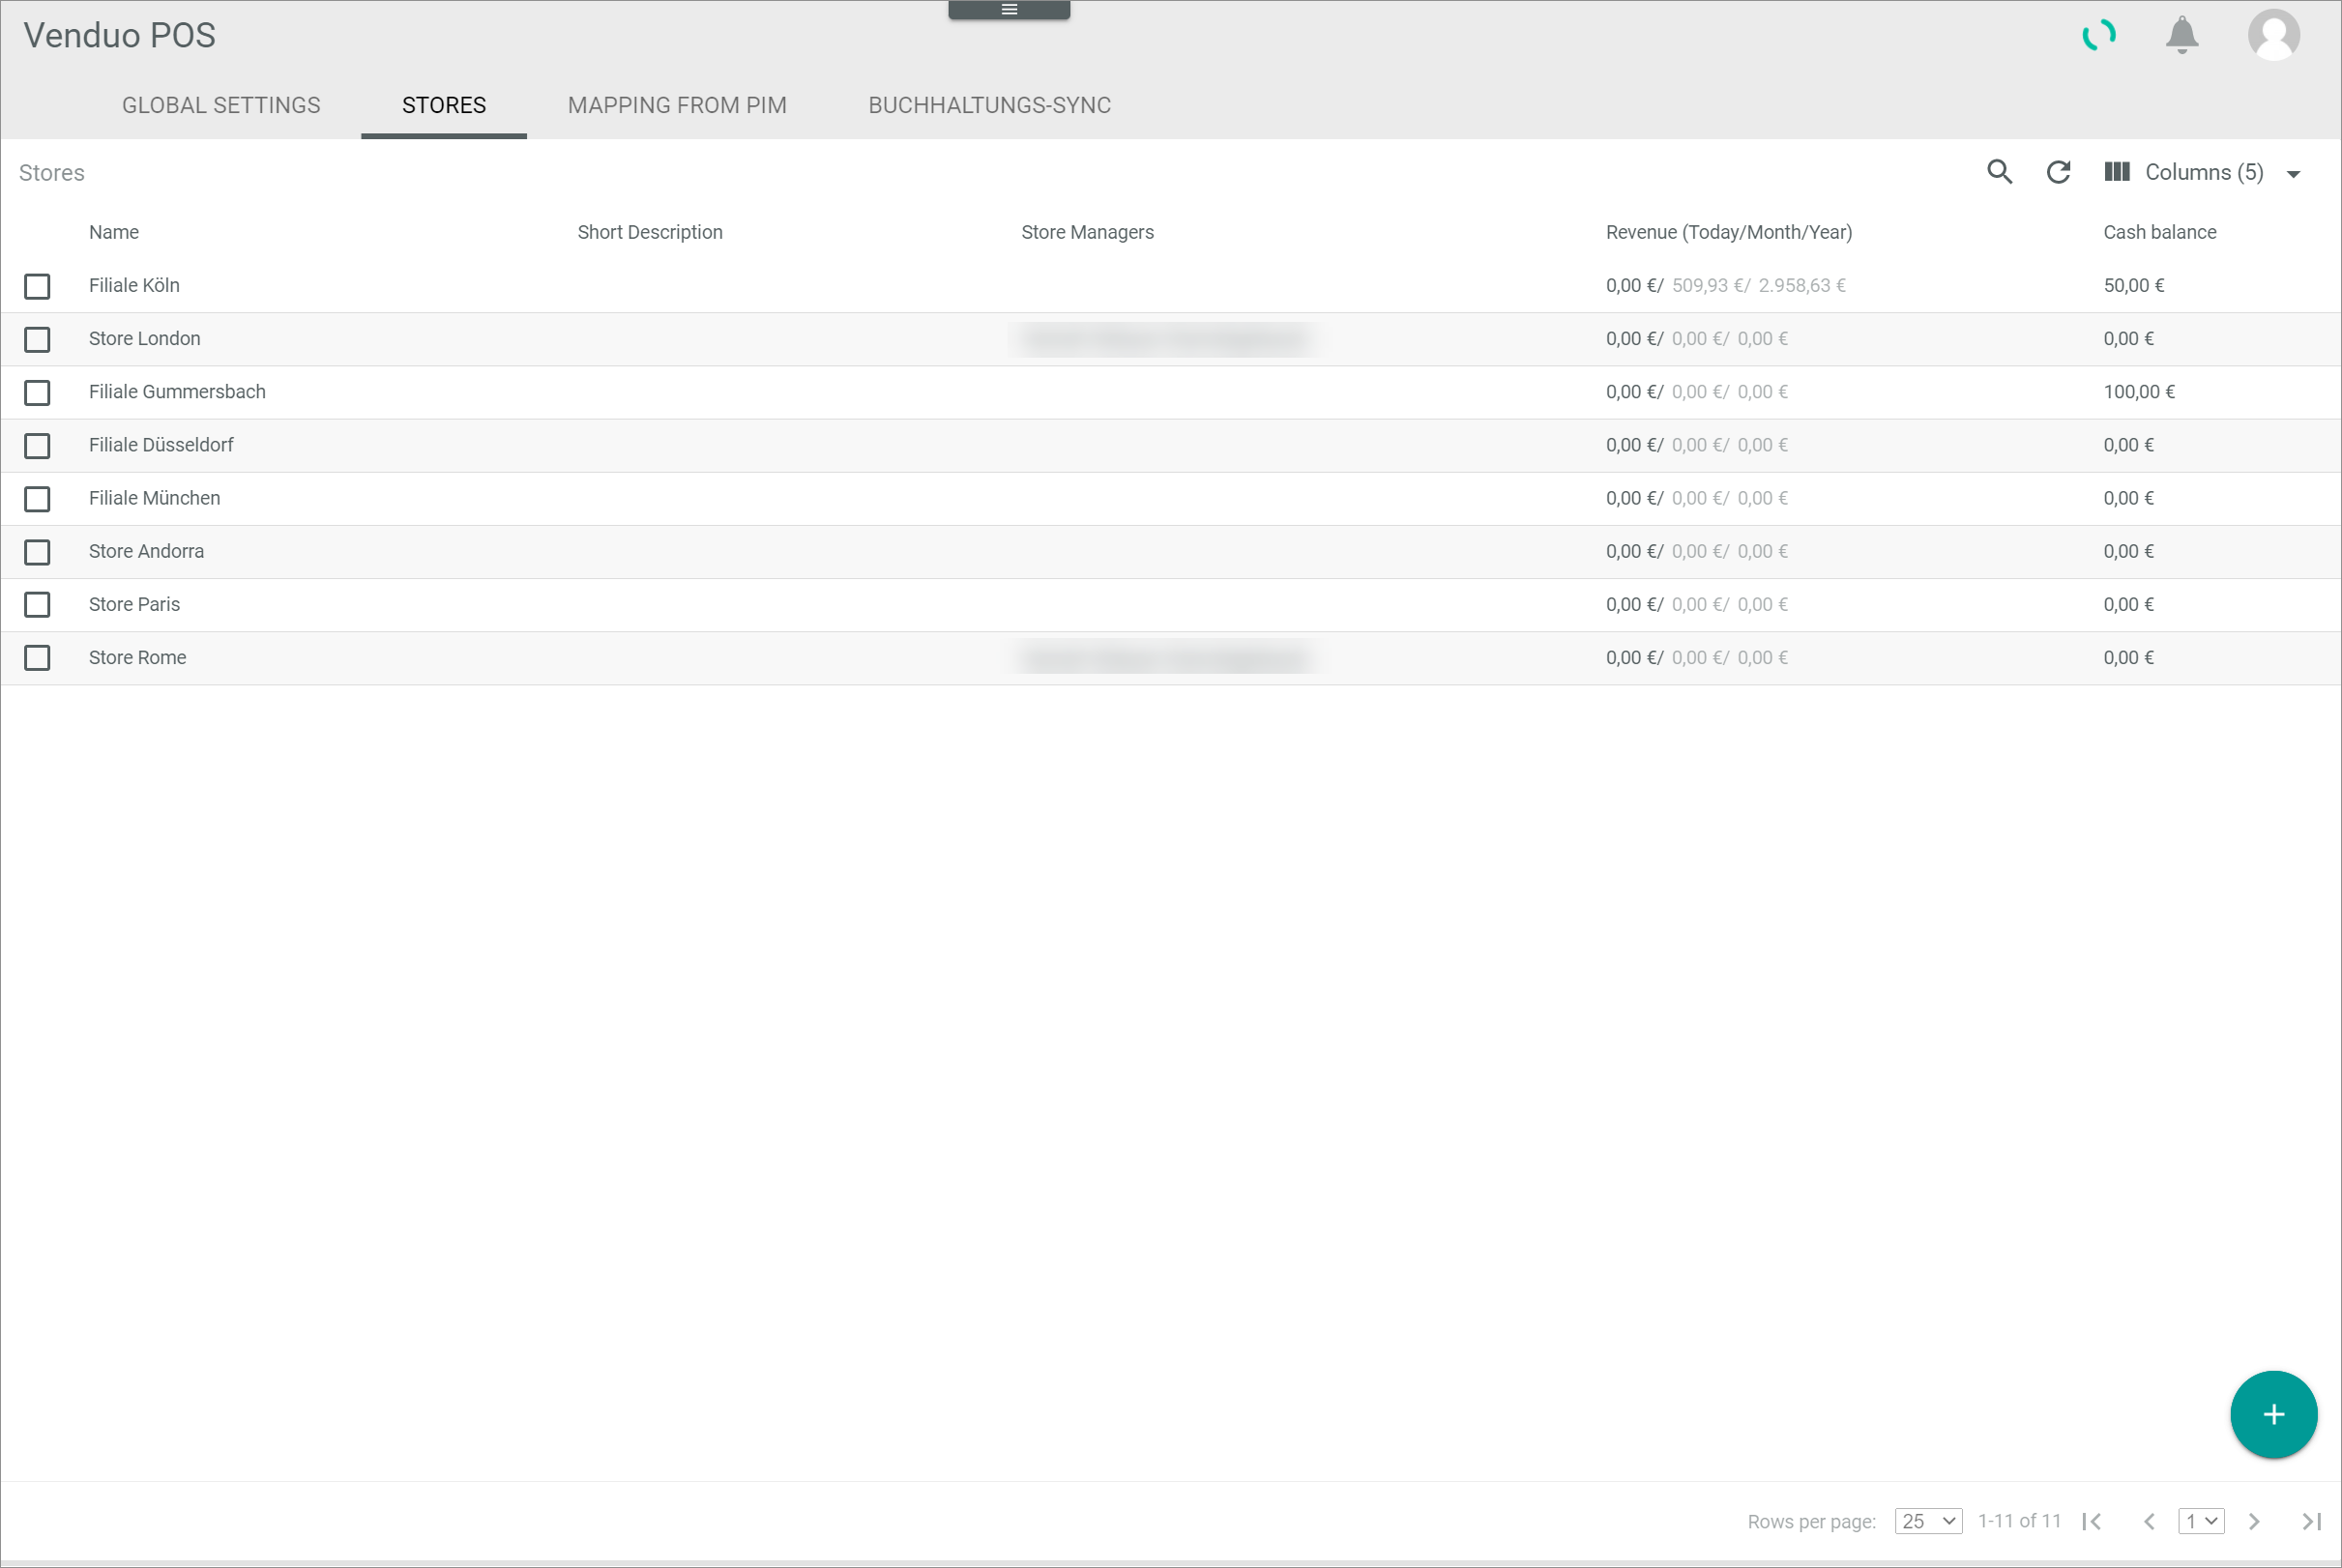 Venduo POS
GLOBAL SETTINGS STORES MAPPING FROM PIM BUCHHALTUNGS-SYNC
Stores Columns (5)
Name Short Description Store Managers Revenue (Today/Month/Year) Cash balance
Filiale Köln 0,00 €/ 509,93 €/ 2.958,63 € 50,00 €
Store London 0,00 €/ 0,00 €/ 0,00 € 0,00 €
Filiale Gummersbach 0,00 €/ 0,00 €/ 0,00 € 100,00 €
Filiale Düsseldorf 0,00 €/ 0,00 €/ 0,00 € 0,00 €
Filiale München 0,00 €/ 0,00 €/ 0,00 € 0,00 €
Store Andorra 0,00 €/ 0,00 €/ 0,00 € 0,00 €
Store Paris 0,00 €/ 0,00 €/ 0,00 € 0,00 €
Store Rome 0,00 €/ 0,00 €/ 0,00 € 0,00 €
Rows per page: 25 1-11 of 11 1